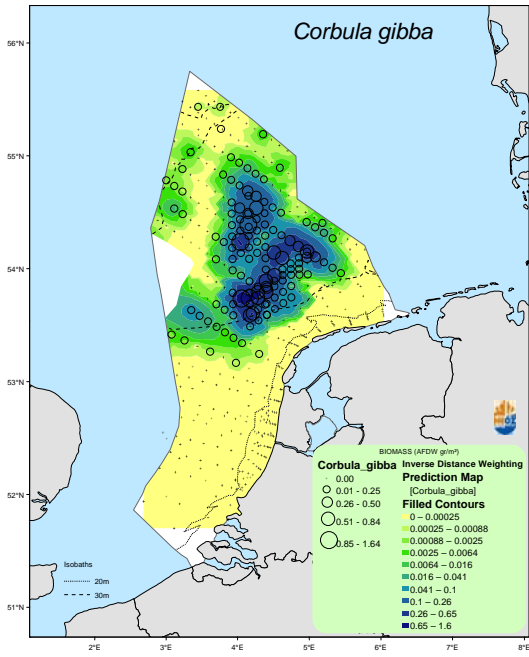 Corbula gibba
56°N
55°N
54°N
53°N
52°N
51°N
2°E
3°E
4°E
5°E
6°E
7°E
8°E
Isobaths
20m
30m
BIOMASS (AFDW gr/m²)
Corbula_gibba
0.00
0.01 - 0.25
0.26 - 0.50
0.51 - 0.84
0.85 - 1.64
Inverse Distance Weighting
Prediction Map
[Corbula_gibba]
Filled Contours
0 – 0.00025
0.00025 – 0.00088
0.00088 – 0.0025
0.0025 – 0.0064
0.0064 – 0.016
0.016 – 0.041
0.041 – 0.1
0.1 – 0.26
0.26 – 0.65
0.65 - 1.6